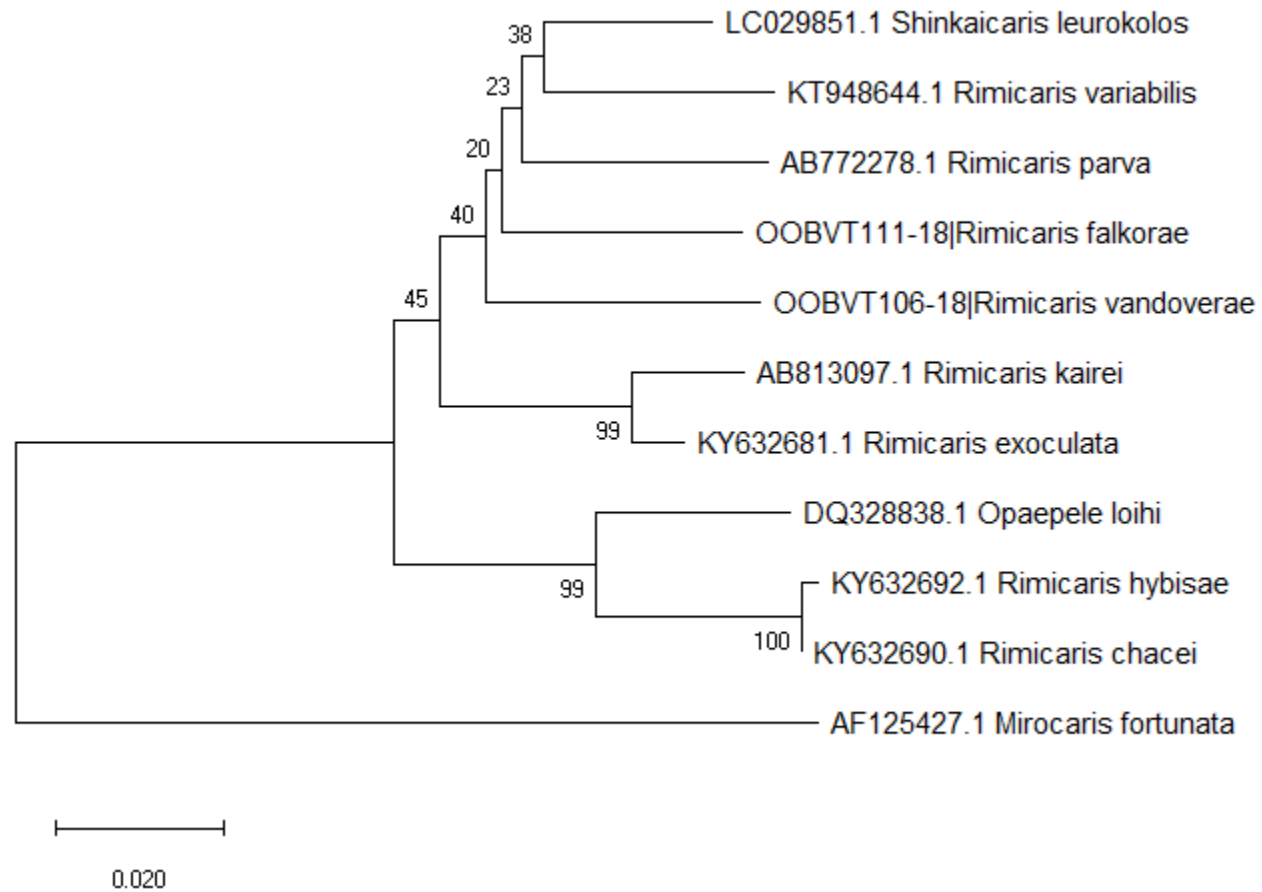 38
LC029851.1 Shinkaicaris leurokolos
23
KT948644.1 Rimicaris variabilis
20
AB772278.1 Rimicaris parva
40
OOBVT111-18|Rimicaris falkorae
45
OOBVT106-18|Rimicaris vandoverae
AB813097.1 Rimicaris kairei
99
KY632681.1 Rimicaris exoculata
DQ328838.1 Opaepele loihi
99
KY632692.1 Rimicaris hybisae
100
KY632690.1 Rimicaris chacei
AF125427.1 Mirocaris fortunata
0.020